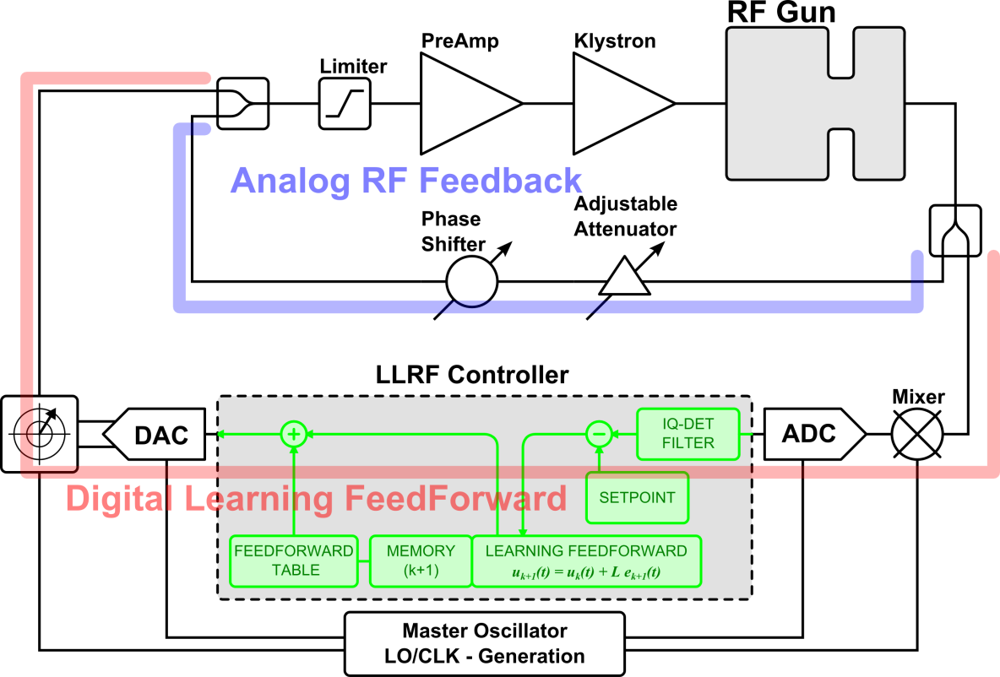 RF Gun
PreAmp
Klystron
Limiter
Analog RF Feedback
Phase
Shifter
Adjustable
Attenuator
LLRF Controller
Mixer
DAC
+
−
IQ-DET
FILTER
ADC
Digital Learning FeedForward
SETPOINT
FEEDFORWARD
TABLE
MEMORY
(k+1)
LEARNING FEEDFORWARD
uk+1(t) = uk(t) + L ek+1(t)
Master Oscillator
LO/CLK - Generation